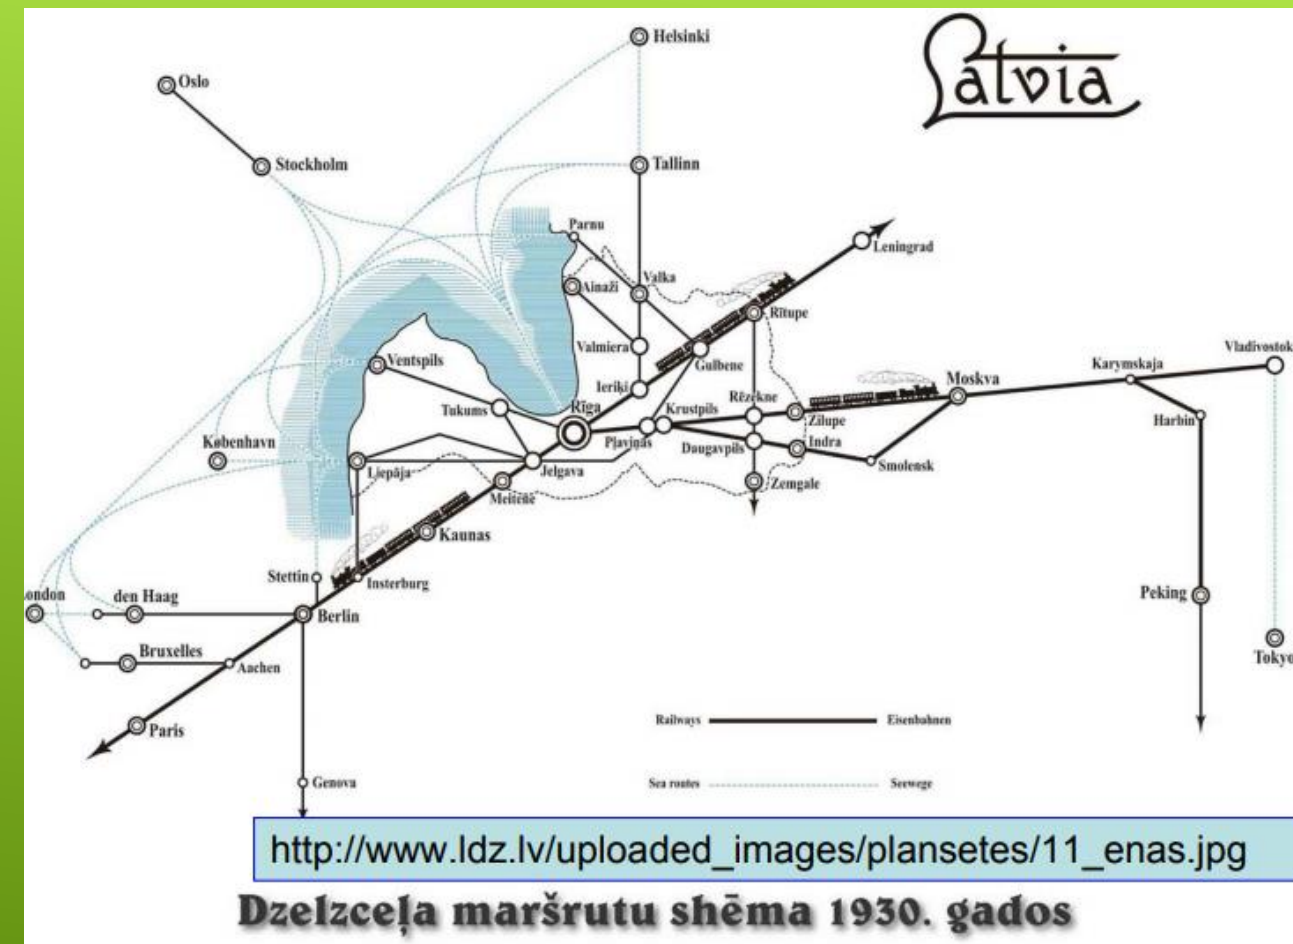 Latvia
Helsinki
Oslo
Stockholm
Tallinn
Parnu
Leningrad
Ainaži
Valka
Rītupe
Ventspils
Valmiera
Gulbene
Vladivostok
Karymskaja
Moskva
Ieriķi
Tukums
Rīga
Krustpils
Rēzekne
Zilupe
Harbin
København
Pļaviņas
Daugavpils
Indra
Smolensk
Liepāja
Jelgava
Meitene
Zemgale
Kaunas
Stettin
Insterburg
London
den Haag
Berlin
Peking
Bruxelles
Aachen
Tokyo
Paris
Railways Eisenbahnen
Genova
Sea routes Seewege
http://www.ldz.lv/uploaded_images/plansetes/11_enas.jpg
Dzelzceļa maršrutu shēma 1930. gados